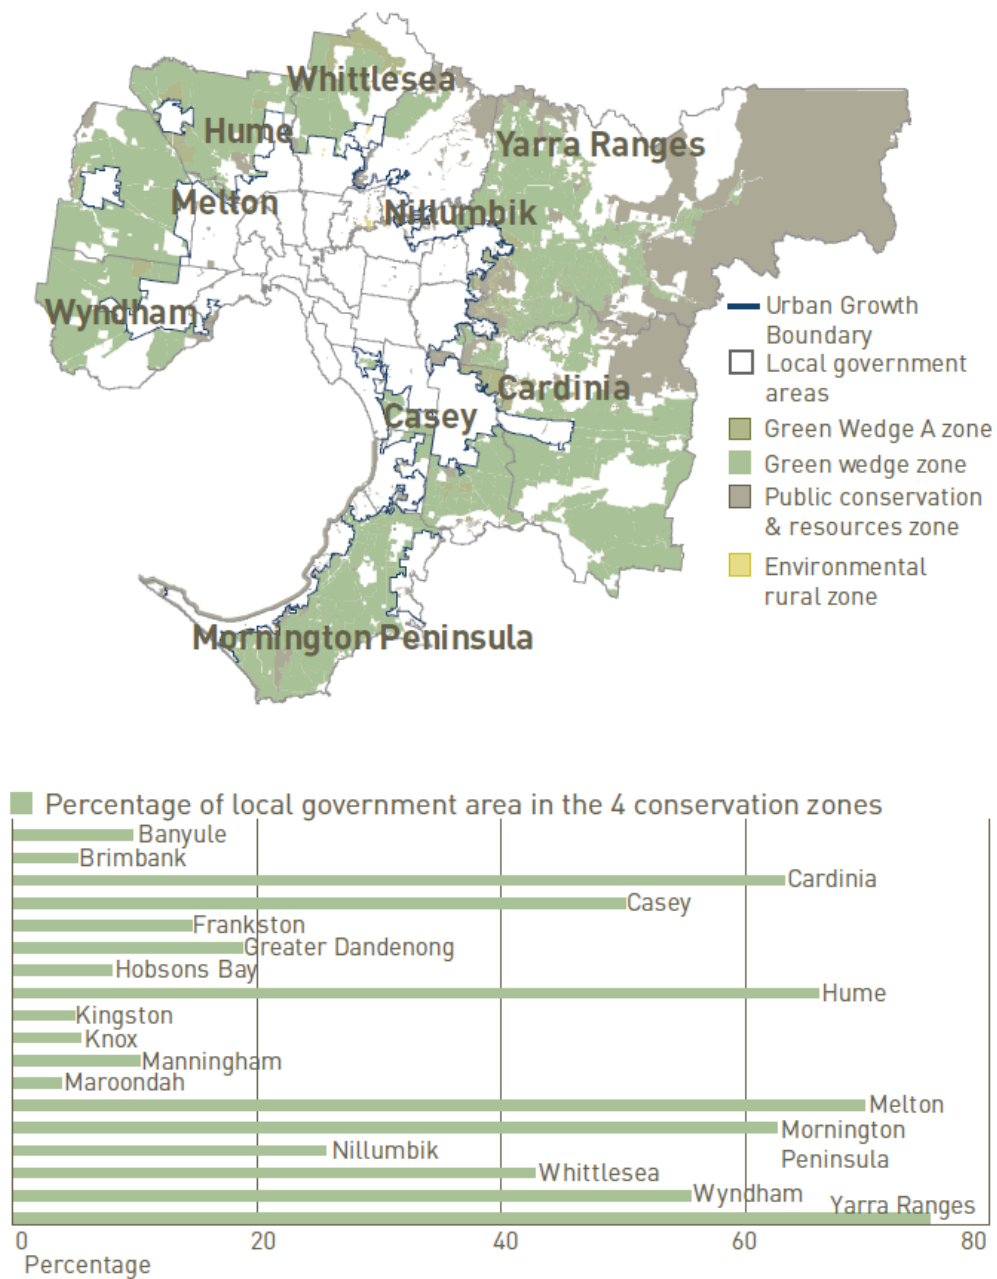 Whittlesea
Hume
Yarra Ranges
Melton
Nillumbik
Wyndham
Cardinia
Casey
Mornington Peninsula
Urban Growth
Boundary
Local government
areas
Green Wedge A zone
Green wedge zone
Public conservation
& resources zone
Environmental
rural zone
Percentage of local government area in the 4 conservation zones
Banyule
Brimbank
Cardinia
Casey
Frankston
Greater Dandenong
Hobsons Bay
Hume
Kingston
Knox
Manningham
Maroondah
Melton
Mornington
Peninsula
Nillumbik
Whittlesea
Wyndham
Yarra Ranges
0 20 40 60 80
Percentage